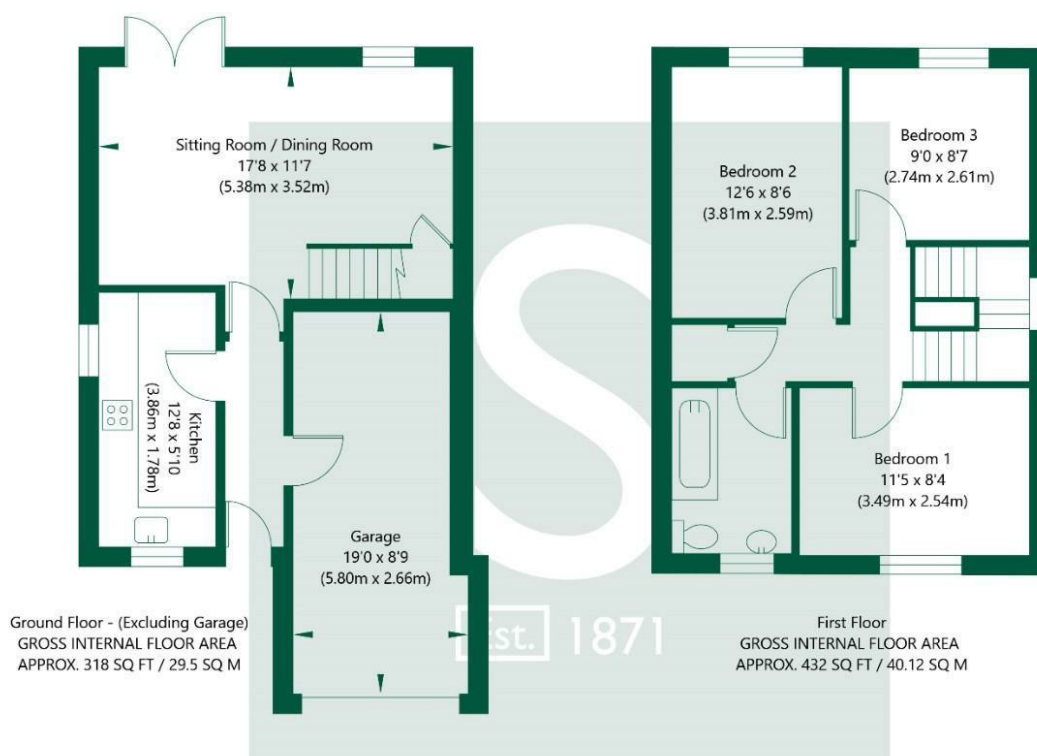 Sitting Room / Dining Room
17'8 x 11'7
(5.38m x 3.52m)
Kitchen
12'8 x 5'10
(3.86m x 1.78m)
Garage
19'0 x 8'9
(5.80m x 2.66m)
Ground Floor - (Excluding Garage)
GROSS INTERNAL FLOOR AREA
APPROX. 318 SQ FT / 29.5 SQ M
Bedroom 2
12'6 x 8'6
(3.81m x 2.59m)
Bedroom 3
9'0 x 8'7
(2.74m x 2.61m)
Bedroom 1
11'5 x 8'4
(3.49m x 2.54m)
First Floor
GROSS INTERNAL FLOOR AREA
APPROX. 432 SQ FT / 40.12 SQ M
S
Est. 1871